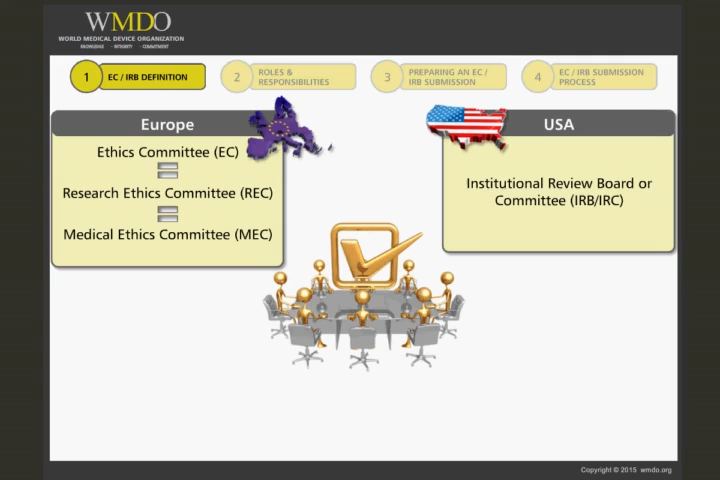 WMDO
WORLD MEDICAL DEVICE ORGANIZATION
KNOWLEDGE - INTEGRITY - COMMITMENT
1 EC / IRB DEFINITION
2 ROLES &
RESPONSIBILITIES
3 PREPARING AN EC /
IRB SUBMISSION
4 EC / IRB SUBMISSION
PROCESS
Europe
Ethics Committee (EC)
Research Ethics Committee (REC)
Medical Ethics Committee (MEC)
USA
Institutional Review Board or
Committee (IRB/IRC)
Copyright © 2015 wmdo.org